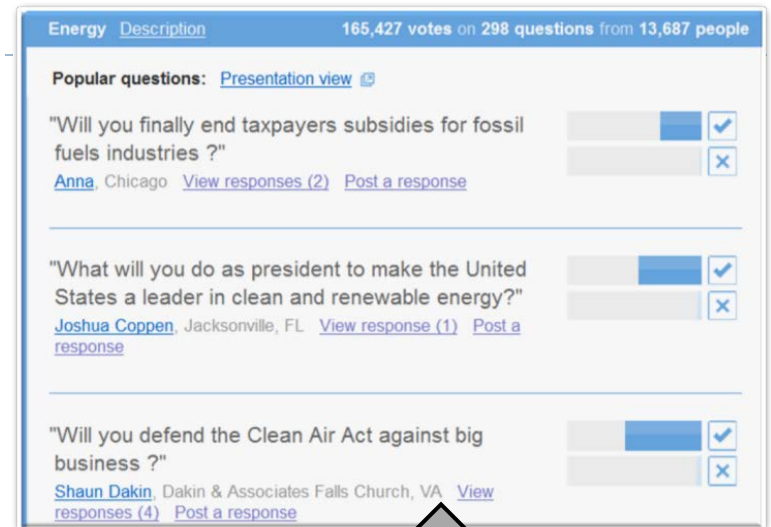 Energy Description 165,427 votes on 298 questions from 13,687 people
Popular questions: Presentation view
"Will you finally end taxpayers subsidies for fossil
fuels industries ?"
Anna, Chicago View responses (2) Post a response
"What will you do as president to make the United
States a leader in clean and renewable energy?"
Joshua Coppen, Jacksonville, FL View response (1) Post a
response
"Will you defend the Clean Air Act against big
business ?"
Shaun Dakin, Dakin & Associates Falls Church, VA View
responses (4) Post a response